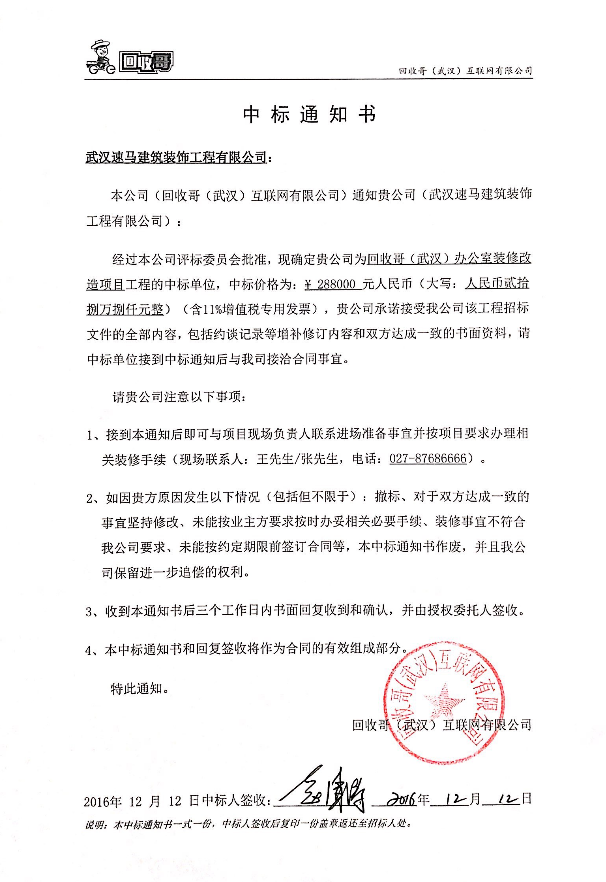 回收哥
回收哥（武汉）互联网有限公司
中标通知书
武汉速马建筑装饰工程有限公司：
本公司（回收哥（武汉）互联网有限公司）通知贵公司（武汉速马建筑装饰
工程有限公司）：
经过本公司评标委员会批准，现确定贵公司为回收哥（武汉）办公室装修改
造项目工程的中标单位，中标价格为：￥288000 元人民币（大写：人民币贰拾
捌万捌仟元整）（含11%增值税专用发票），贵公司承诺接受我公司该工程招标
文件的全部内容，包括约谈记录等增补修订内容和双方达成一致的书面资料，请
中标单位接到中标通知后与我司接洽合同事宜。
请贵公司注意以下事项：
1、接到本通知后即可与项目现场负责人联系进场准备事宜并按项目要求办理相
关装修手续（现场联系人：王先生/张先生，电话：027-87686666）。
2、如因贵方原因发生以下情况（包括但不限于）：撤标、对于双方达成一致的
事宜坚持修改、未能按业主方要求按时办妥相关必要手续、装修事宜不符合
我公司要求、未能按约定期限前签订合同等，本中标通知书作废，并且我公
司保留进一步追偿的权利。
3、收到本通知书后三个工作日内书面回复收到和确认，并由授权委托人签收。
4、本中标通知书和回复签收将作为合同的有效组成部分。
特此通知。
回收哥（武汉）互联网有限公司
回收哥（武汉）互联网有限公司
2016年 12 月 12 日中标人签收： 2016年 12月 12日
说明：本中标通知书一式一份，中标人签收后复印一份盖章返还至招标人处。